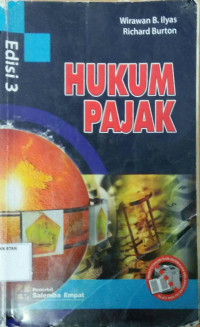 Wirawan B. Ilyas
Richard Burton
Edisi 3
HUKUM
PAJAK
Penerbit
Salemba Empat